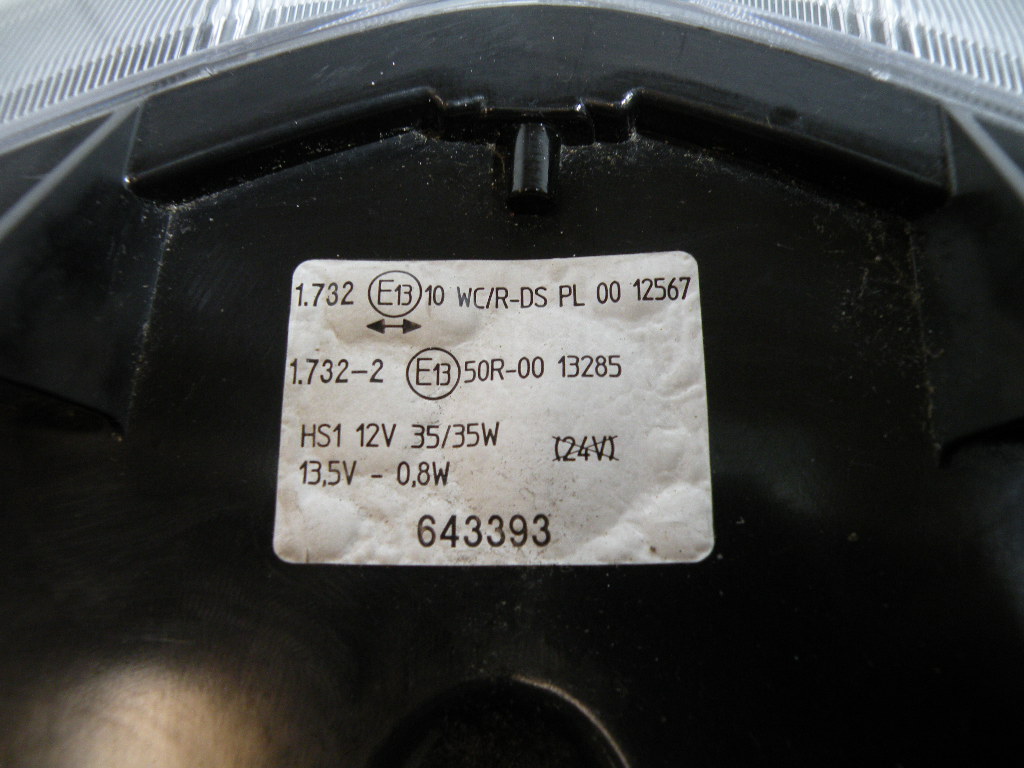 1.732 E13 10 WC/R-DS PL 00 12567
1.732-2 E13 50R-00 13285
HS1 12V 35/35W (24V)
13,5V - 0,8W
643393